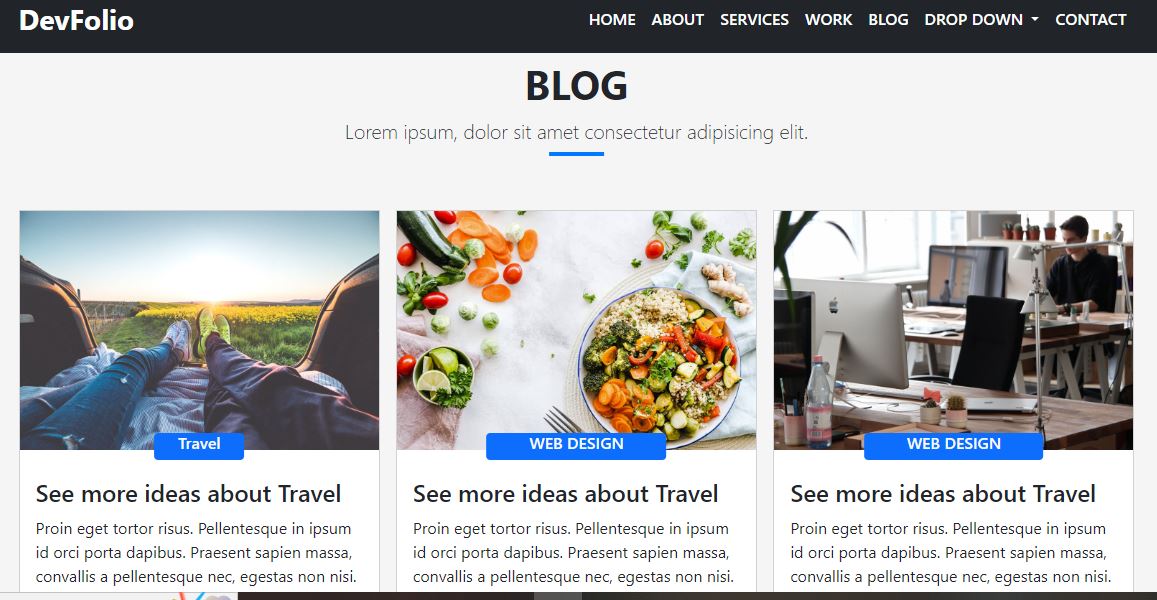 DevFolio
HOME ABOUT SERVICES WORK BLOG DROP DOWN CONTACT
BLOG
Lorem ipsum, dolor sit amet consectetur adipisicing elit.
Travel
See more ideas about Travel
Proin eget tortor risus. Pellentesque in ipsum
id orci porta dapibus. Praesent sapien massa,
convallis a pellentesque nec, egestas non nisi.
WEB DESIGN
See more ideas about Travel
Proin eget tortor risus. Pellentesque in ipsum
id orci porta dapibus. Praesent sapien massa,
convallis a pellentesque nec, egestas non nisi.
WEB DESIGN
See more ideas about Travel
Proin eget tortor risus. Pellentesque in ipsum
id orci porta dapibus. Praesent sapien massa,
convallis a pellentesque nec, egestas non nisi.